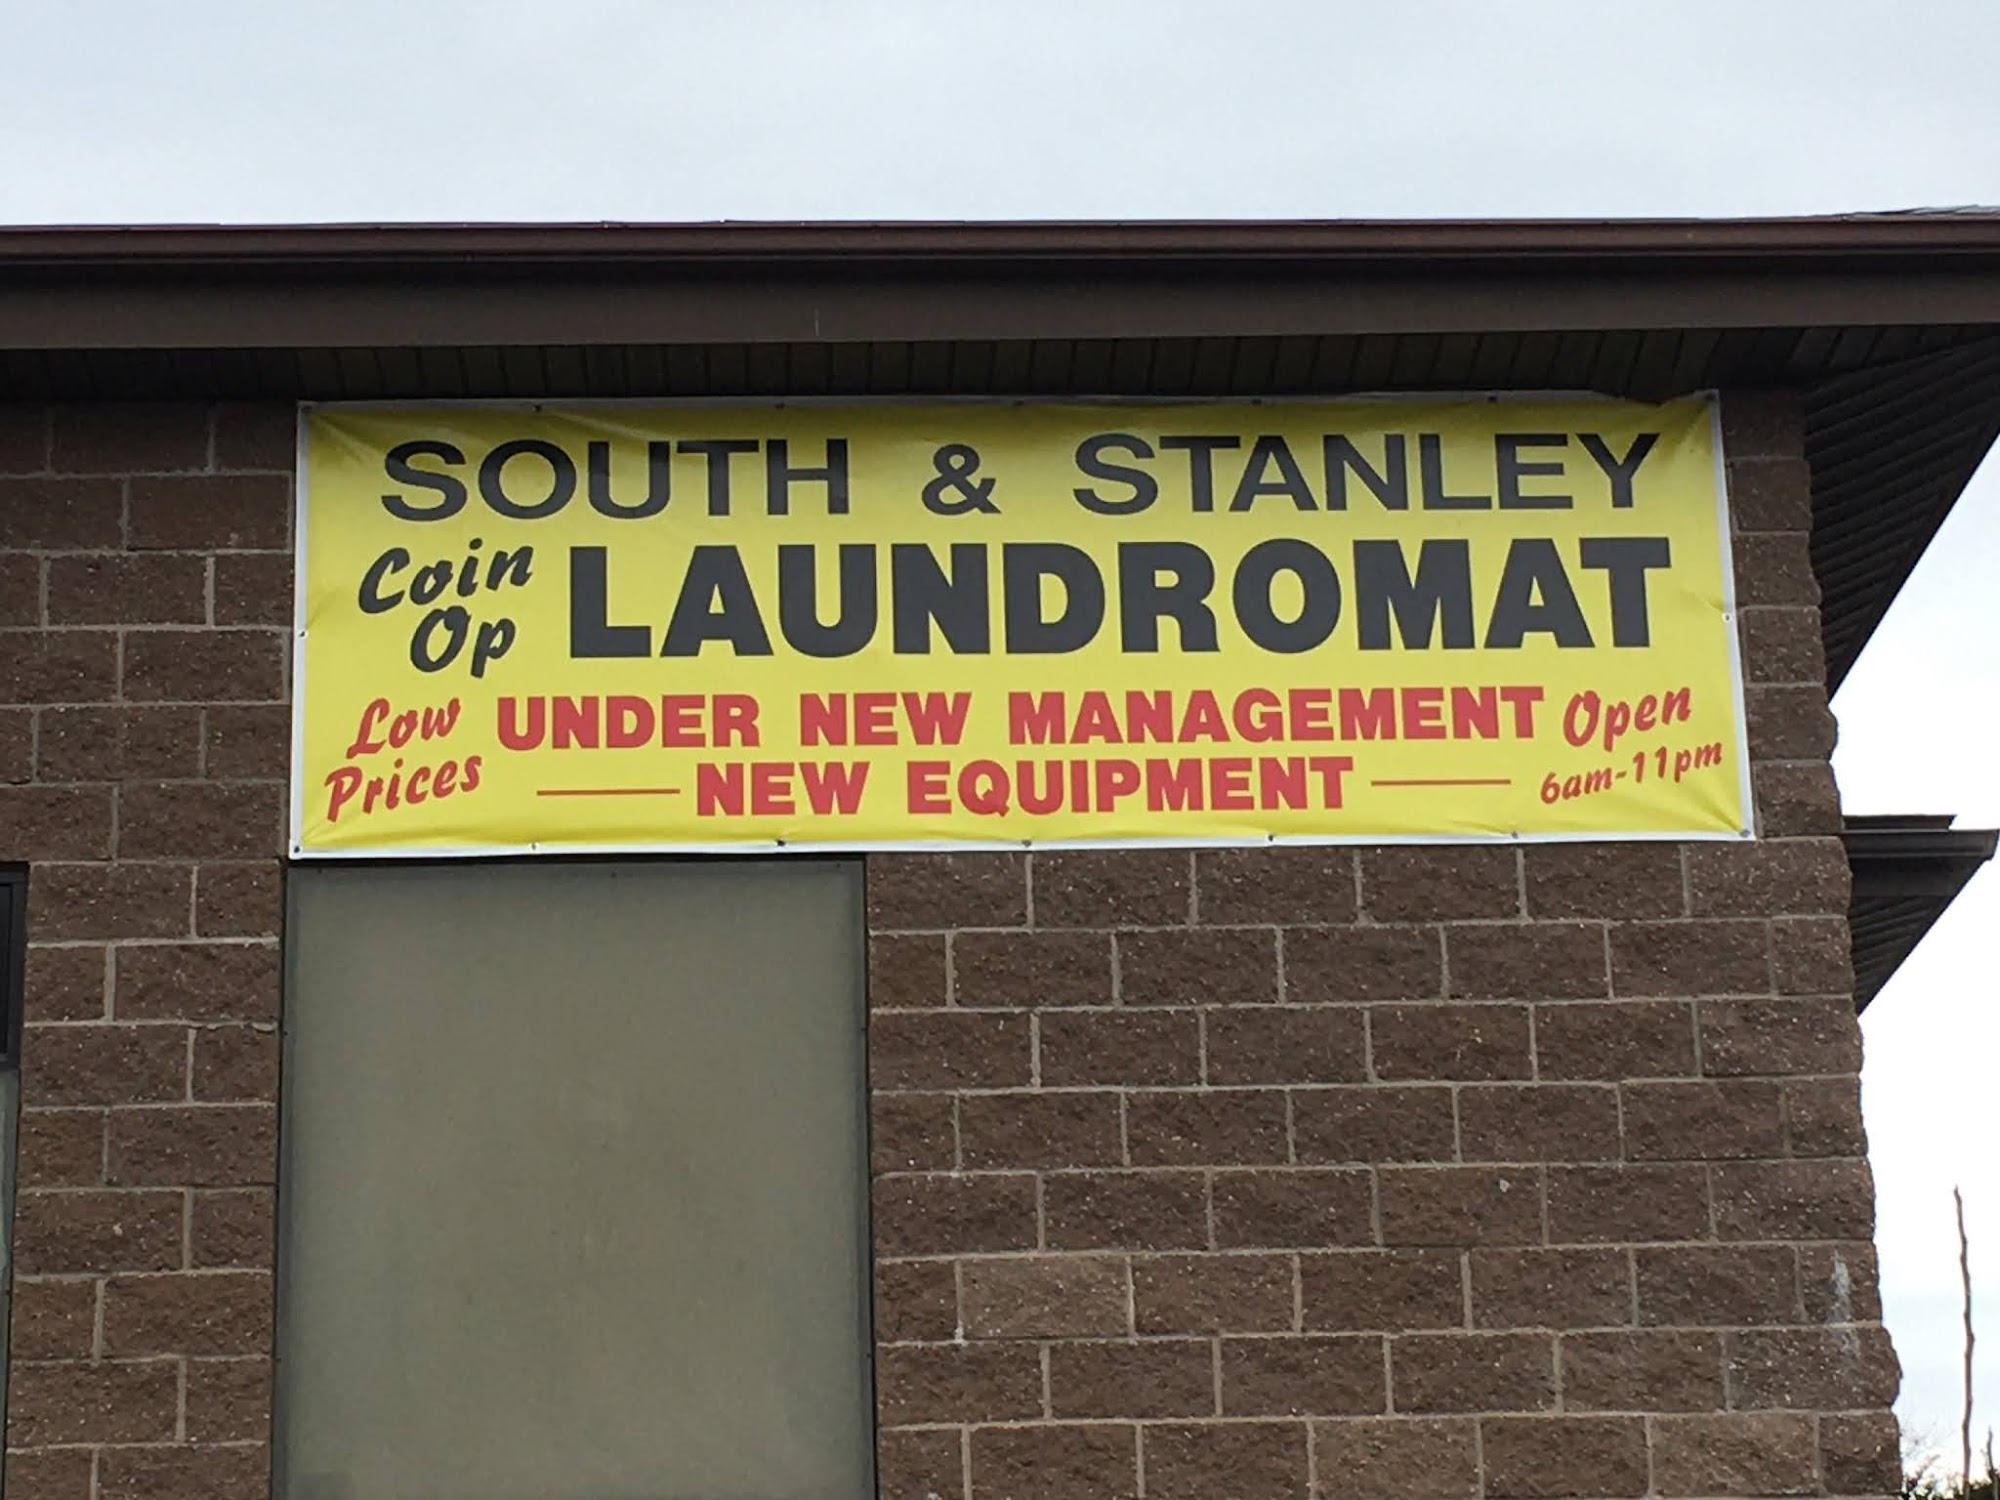 SOUTH & STANLEY
Coin Op LAUNDROMAT
Low Prices
UNDER NEW MANAGEMENT
NEW EQUIPMENT
Open
6am-11pm